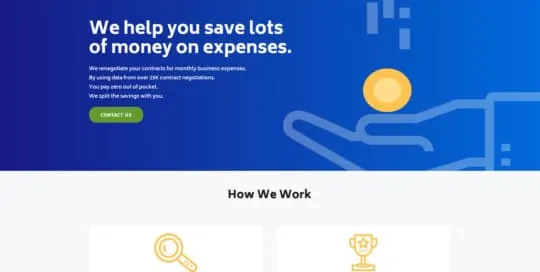 We help you save lots
of money on expenses.
We renegotiate your contracts for monthly business expenses.
By using data from over 25K contract negotiations.
You pay zero out of pocket.
We split the savings with you.
CONTACT US
How We Work